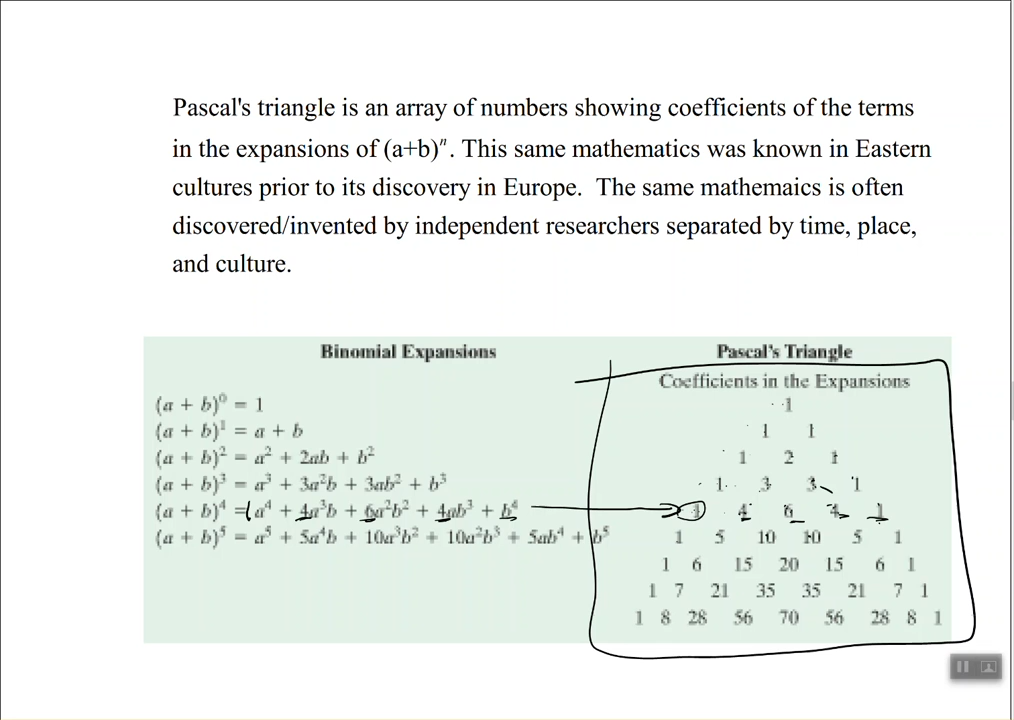 Pascal's triangle is an array of numbers showing coefficients of the terms
in the expansions of (a+b)ⁿ. This same mathematics was known in Eastern
cultures prior to its discovery in Europe. The same mathemaics is often
discovered/invented by independent researchers separated by time, place,
and culture.
Binomial Expansions
(a + b)⁰ = 1
(a + b)¹ = a + b
(a + b)² = a² + 2ab + b²
(a + b)³ = a³ + 3a²b + 3ab² + b³
(a + b)⁴ = 1a⁴ + 4a³b + 6a²b² + 4ab³ + b⁴
(a + b)⁵ = a⁵ + 5a⁴b + 10a³b² + 10a²b³ + 5ab⁴ + b⁵
Pascal's Triangle
Coefficients in the Expansions
1
1 1
1 2 1
1 3 3 1
1 4 6 4 1
1 5 10 10 5 1
1 6 15 20 15 6 1
1 7 21 35 35 21 7 1
1 8 28 56 70 56 28 8 1